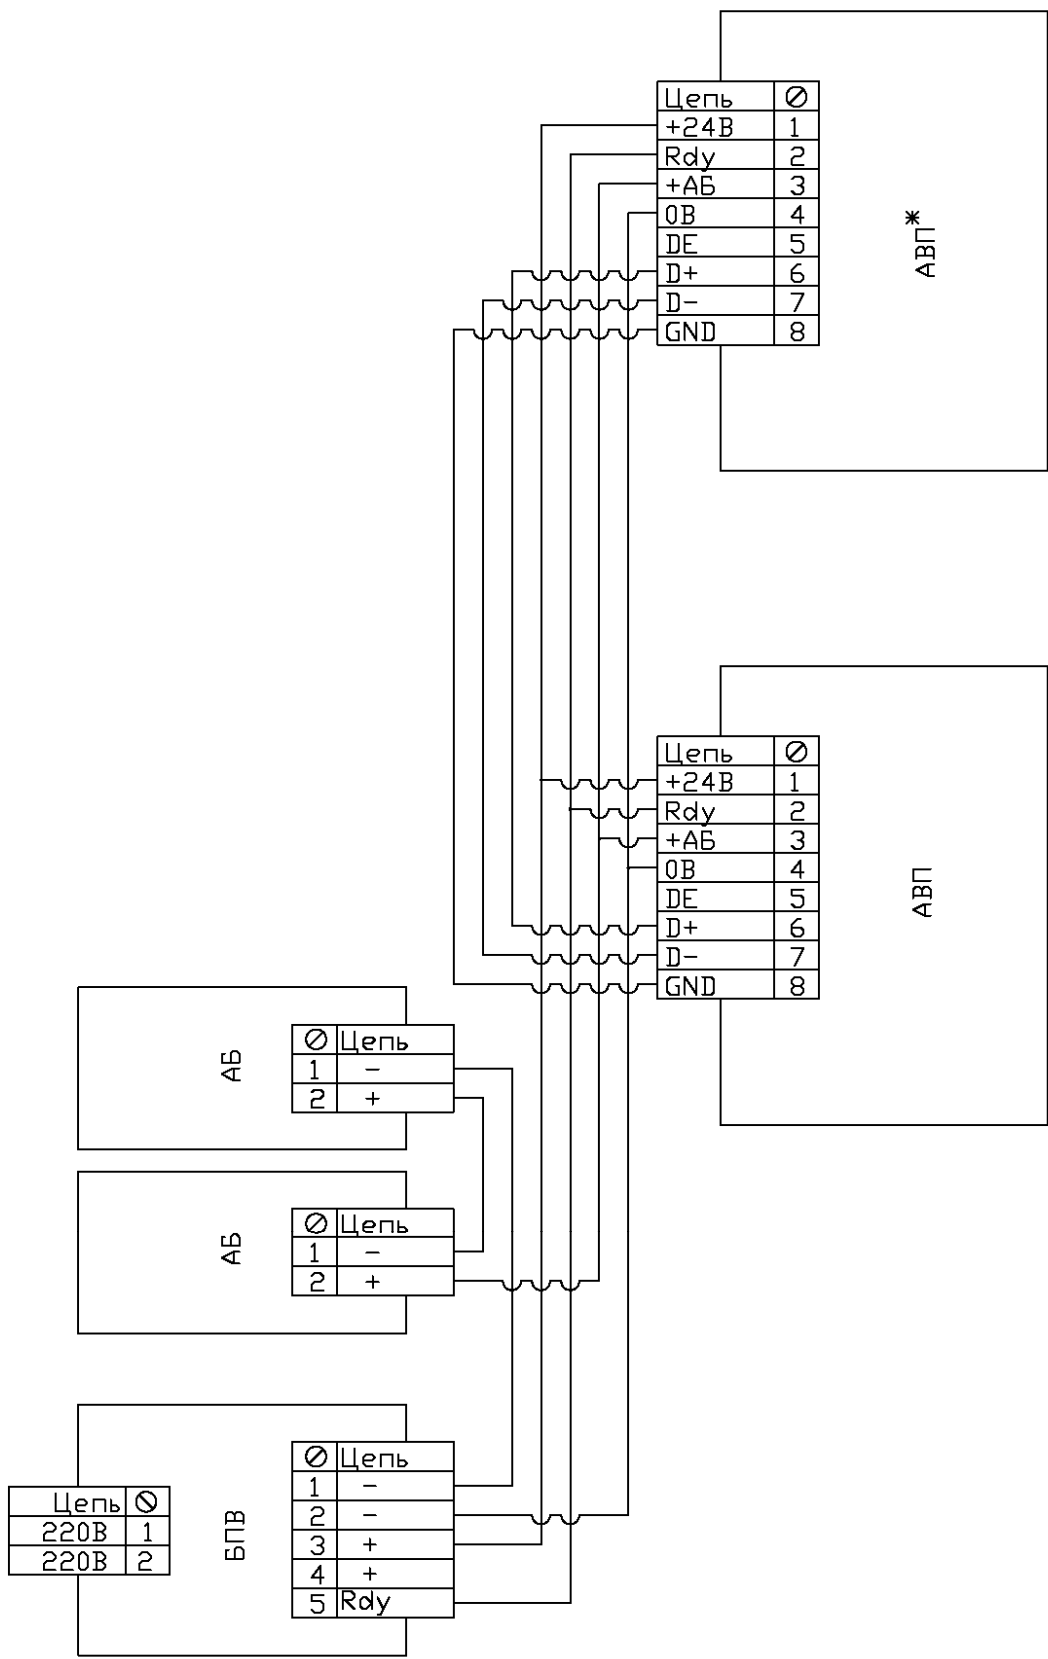 Цепь
+24В 1
Rdy 2
+АБ 3
0В 4
DE 5
D+ 6
D- 7
GND 8
АВП*
Цепь
+24В 1
Rdy 2
+АБ 3
0В 4
DE 5
D+ 6
D- 7
GND 8
АВП
АБ
Цепь
1 -
2 +
АБ
Цепь
1 -
2 +
БПВ
Цепь
220В 1
220В 2
Цепь
1 -
2 -
3 +
4 +
5 Rdy